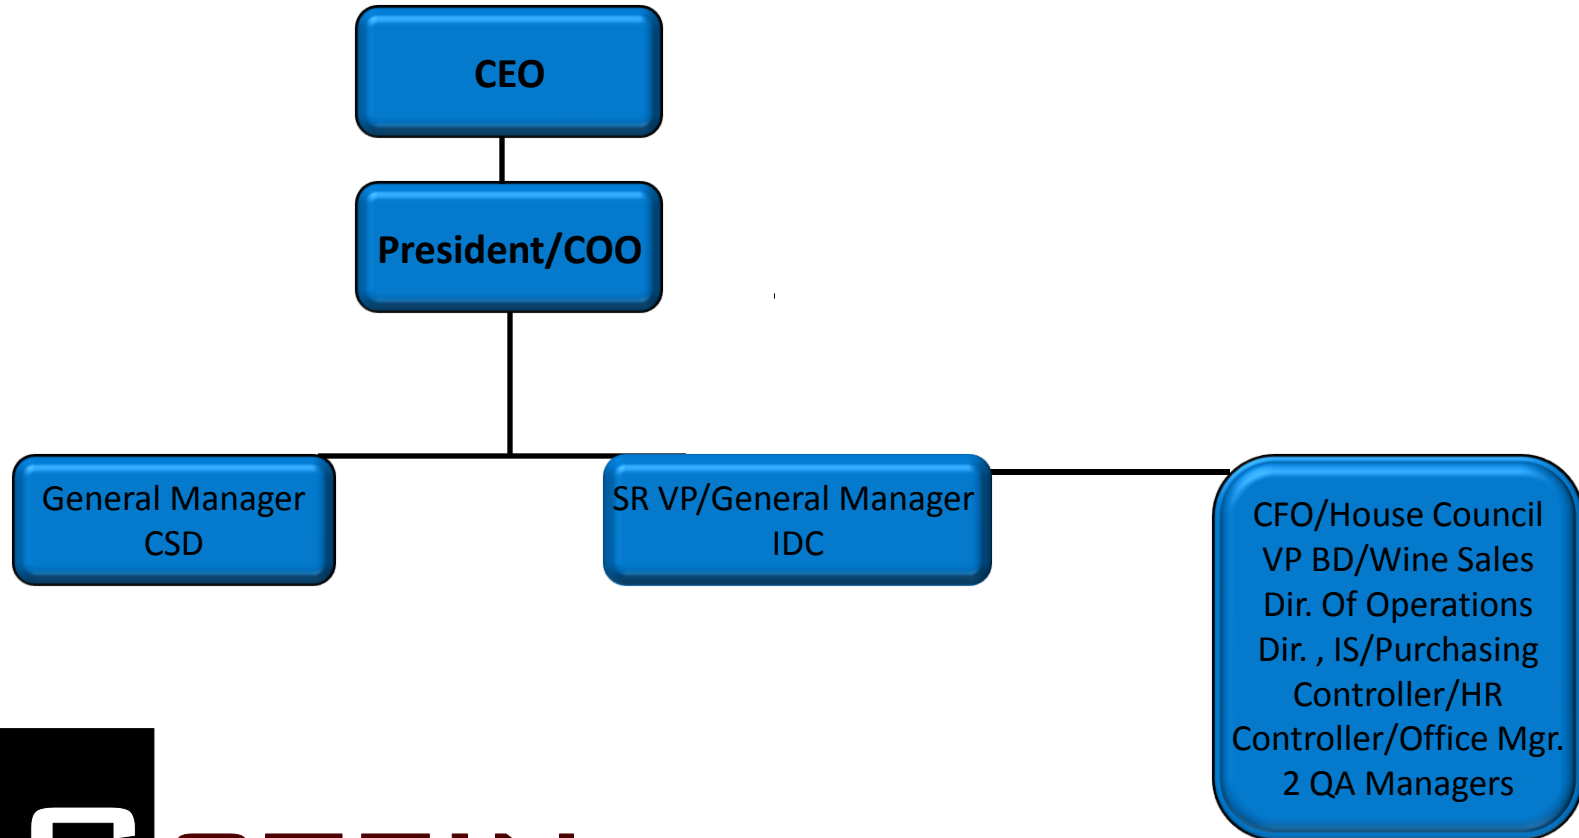 CEO
President/COO
General Manager
CSD
SR VP/General Manager
IDC
CFO/House Council
VP BD/Wine Sales
Dir. Of Operations
Dir. , IS/Purchasing
Controller/HR
Controller/Office Mgr.
2 QA Managers